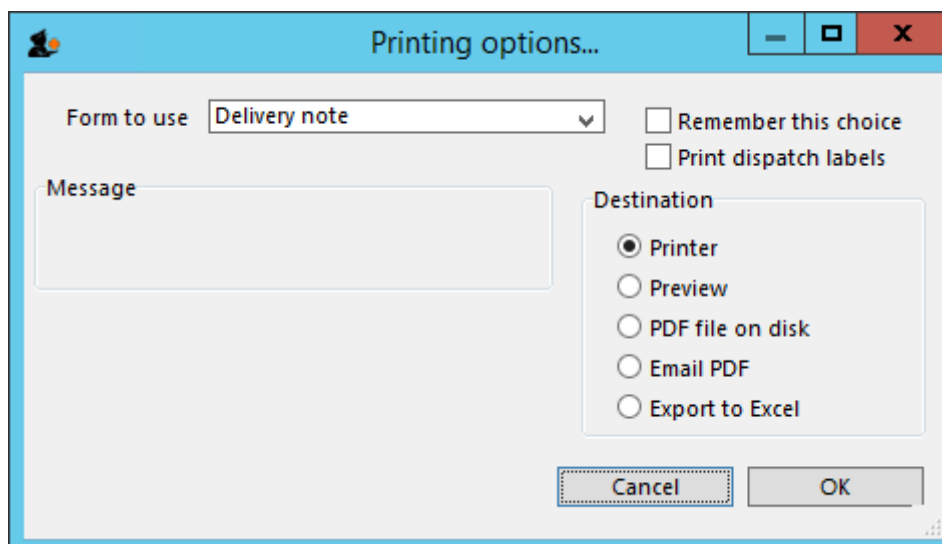 Printing options...
Form to use Delivery note
Remember this choice
Print dispatch labels
Message
Destination
Printer
Preview
PDF file on disk
Email PDF
Export to Excel
Cancel OK